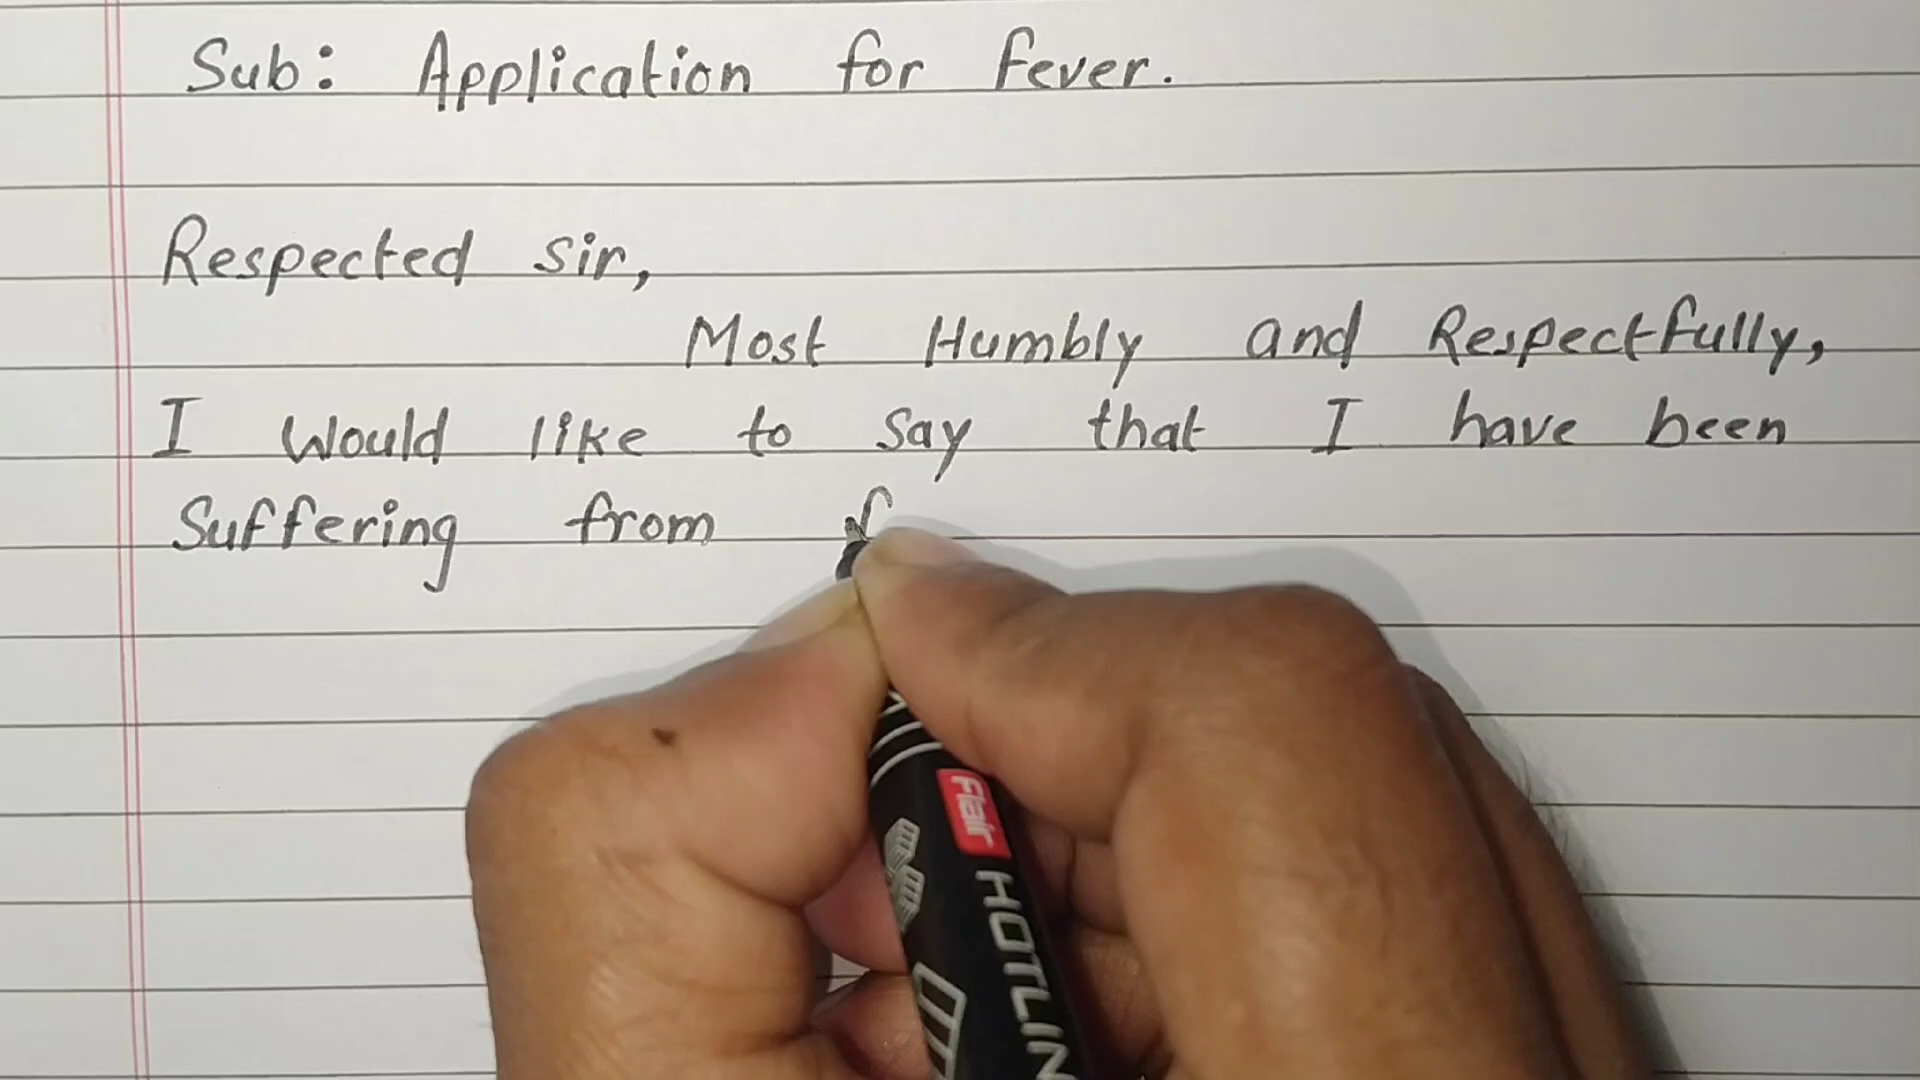 Sub: Application for fever.
Respected Sir,
Most Humbly and Respectfully,
I Would like to Say that I have been
Suffering from f
Flair
HOTLIN